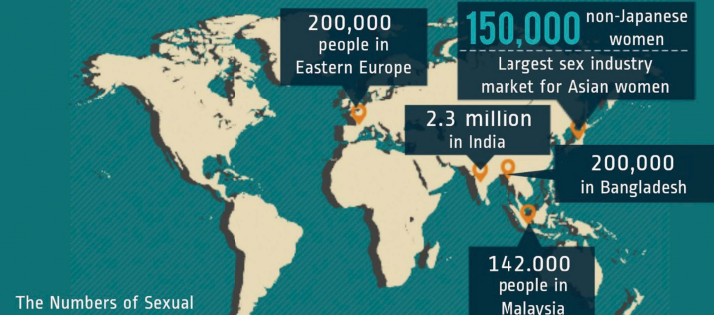 200,000
people in
Eastern Europe
150,000 non-Japanese
women
Largest sex industry
market for Asian women
2.3 million
in India
200,000
in Bangladesh
142.000
people in
Malaysia
The Numbers of Sexual